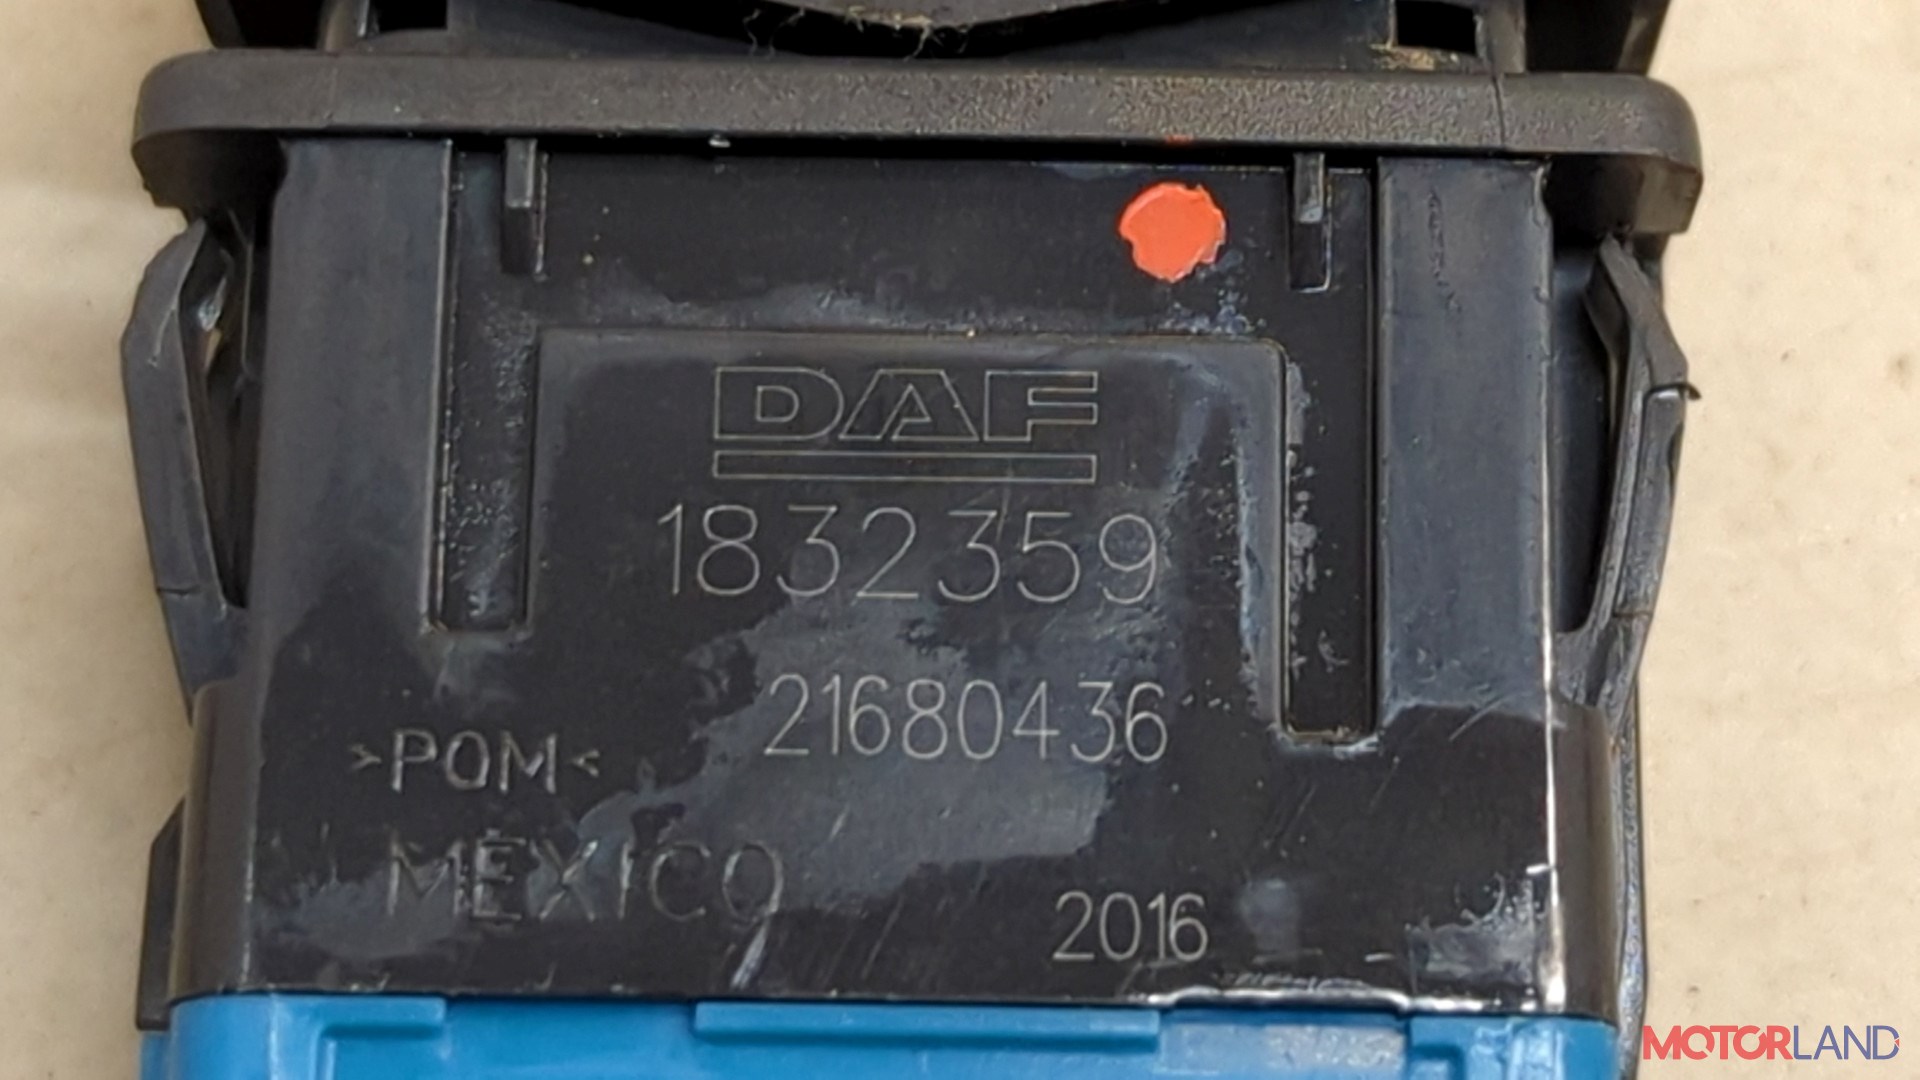 DAF
1832359
21680436
>POM<
MEXICO
2016
MOTORLAND